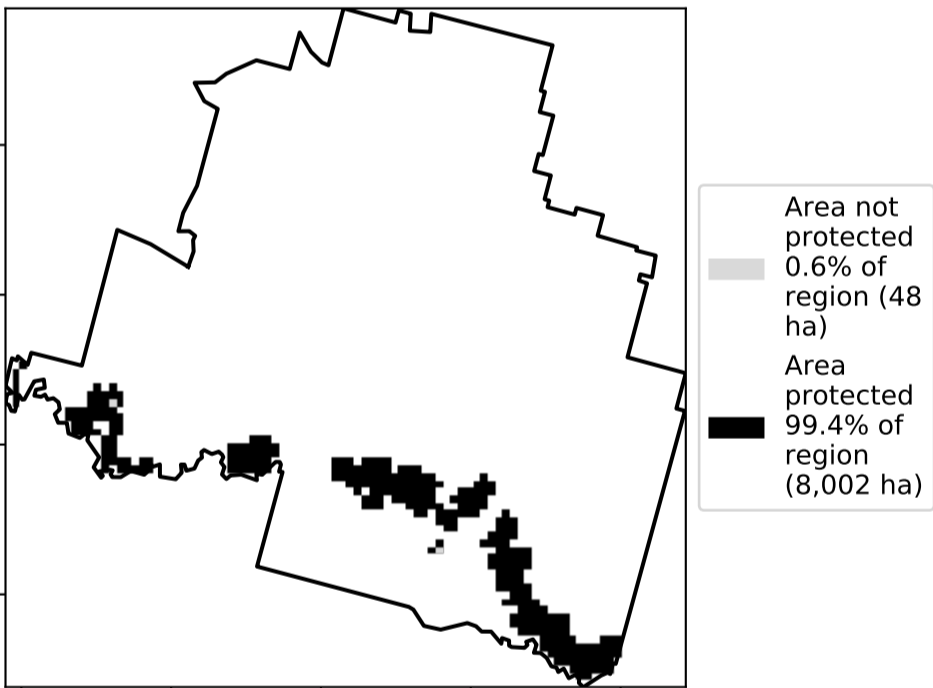 Area not
protected
0.6% of
region (48
ha)
Area
protected
99.4% of
region
(8,002 ha)